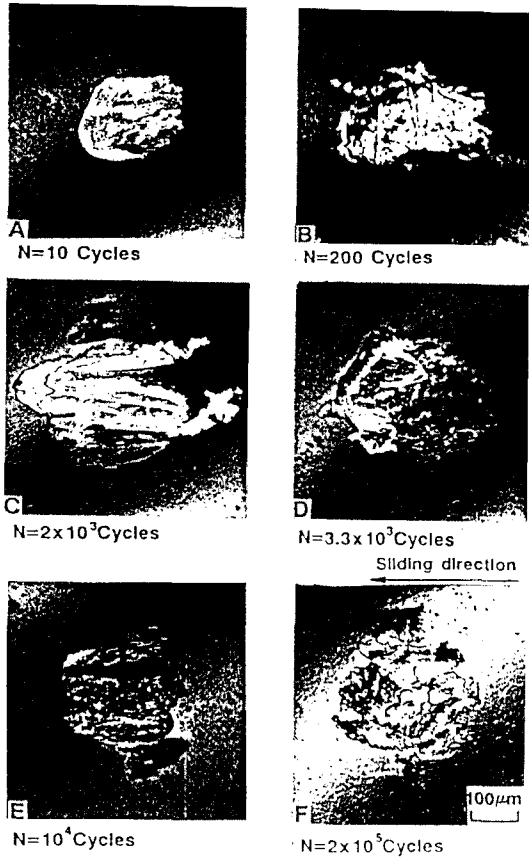 A
N=10 Cycles
B
N=200 Cycles
C
N=2x10³Cycles
D
N=3.3x10³Cycles
Sliding direction
E
N=10⁴Cycles
F
100μm
N=2x10⁵Cycles